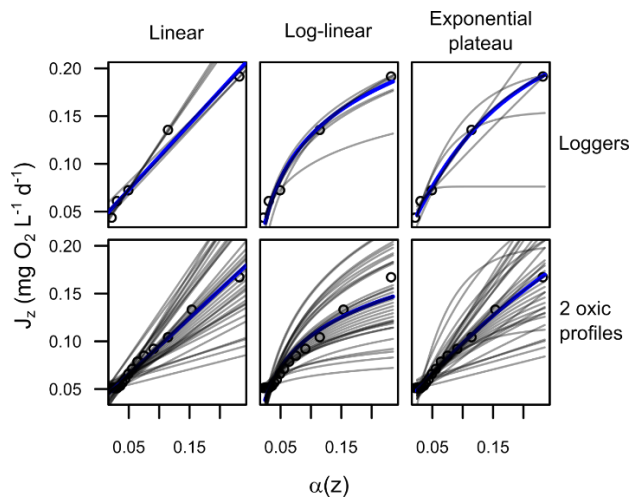 Linear
Log-linear
Exponential
plateau
0.20
0.15
0.10
0.05
Loggers
0.20
0.15
0.10
0.05
2 oxic
profiles
J_z (mg O₂ L⁻¹ d⁻¹)
0.05 0.15 0.05 0.15 0.05 0.15
α(z)